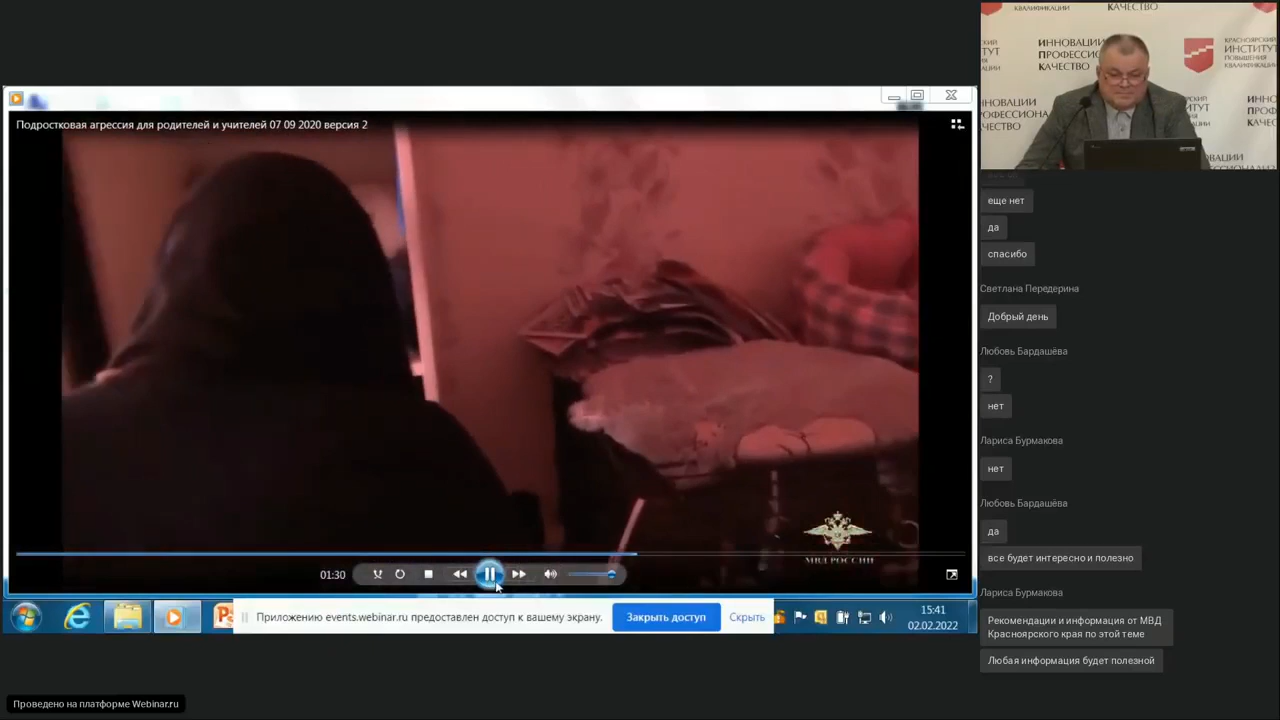 Подростковая агрессия для родителей и учителей 07 09 2020 версия 2
МВД РОССИИ
01:30
Приложению events.webinar.ru предоставлен доступ к вашему экрану.
Закрыть доступ
Скрыть
15:41
02.02.2022
Проведено на платформе Webinar.ru
КВАЛИФИКАЦИИ
КАЧЕСТВО
ИННОВАЦИИ
ПРОФЕССИОНА
КАЧЕСТВО
КРАСНОЯРСКИЙ
ИНСТИТУТ
ПОВЫШЕНИЯ
КВАЛИФИКАЦИИ
еще нет
да
спасибо
Светлана Передерина
Добрый день
Любовь Бардашёва
?
нет
Лариса Бурмакова
нет
Любовь Бардашёва
да
все будет интересно и полезно
Лариса Бурмакова
Рекомендации и информация от МВД
Красноярского края по этой теме
Любая информация будет полезной